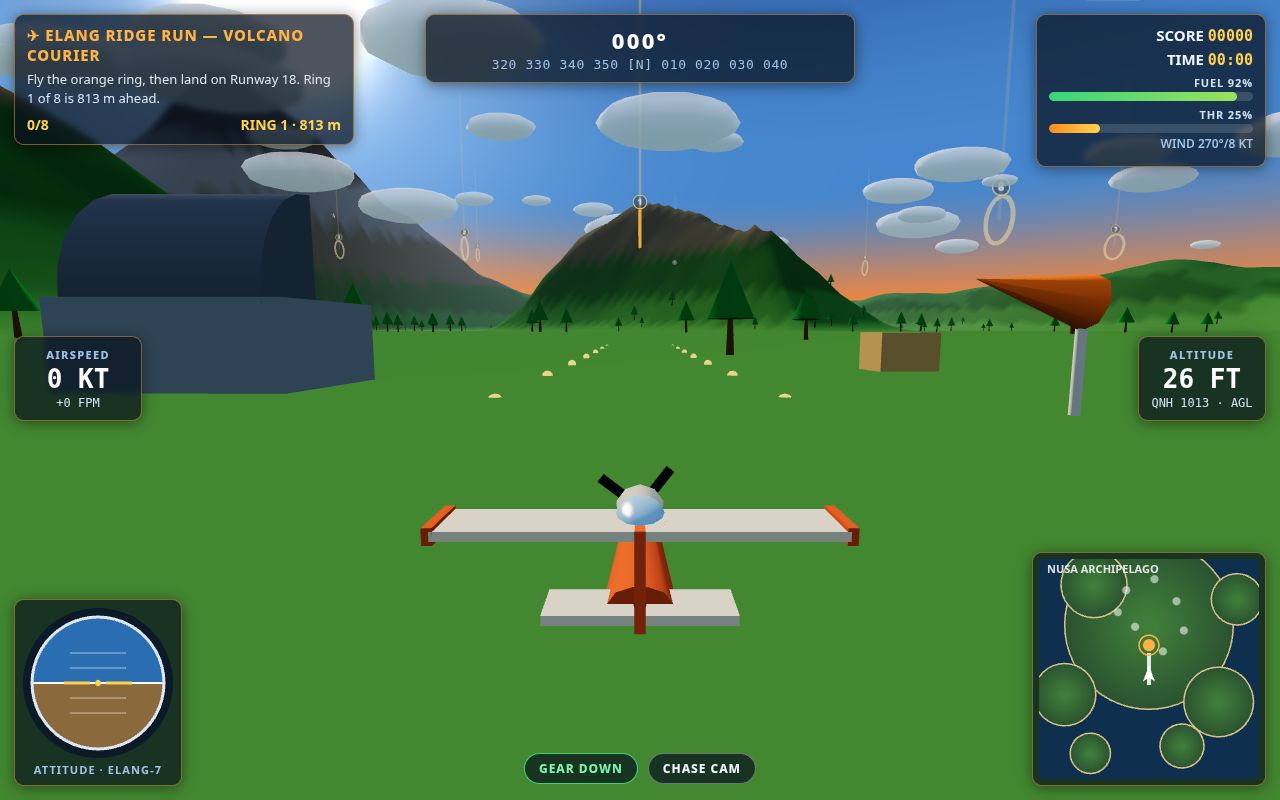 ✈ ELANG RIDGE RUN — VOLCANO
COURIER
Fly the orange ring, then land on Runway 18. Ring
1 of 8 is 813 m ahead.
0/8
RING 1 · 813 m
000°
320 330 340 350 [N] 010 020 030 040
SCORE 00000
TIME 00:00
FUEL 92%
THR 25%
WIND 270°/8 KT
AIRSPEED
0 KT
+0 FPM
ALTITUDE
26 FT
QNH 1013 · AGL
ATTITUDE · ELANG-7
GEAR DOWN
CHASE CAM
NUSA ARCHIPELAGO